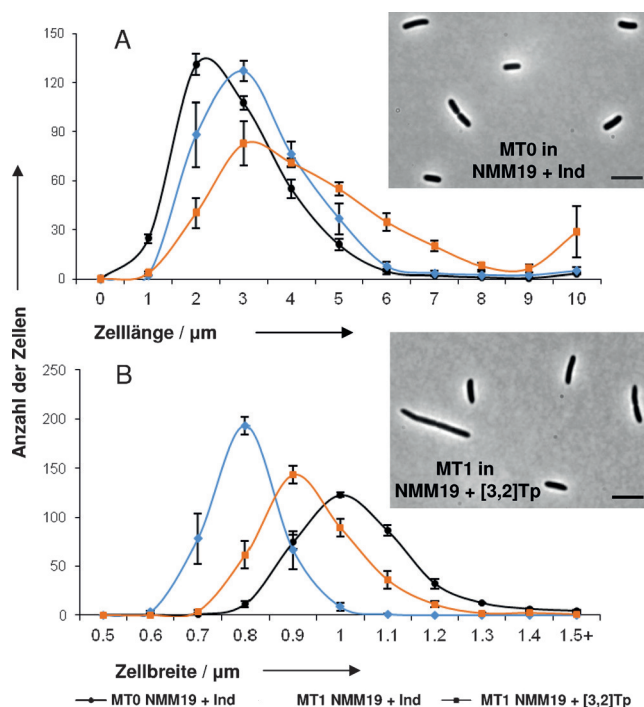 A
150
120
90
60
30
0
0 1 2 3 4 5 6 7 8 9 10
Zelllänge / µm
MT0 in
NMM19 + Ind
Anzahl der Zellen
B
250
200
150
100
50
0
0.5 0.6 0.7 0.8 0.9 1 1.1 1.2 1.3 1.4 1.5+
Zellbreite / µm
MT1 in
NMM19 + [3,2]Tp
MT0 NMM19 + Ind MT1 NMM19 + Ind MT1 NMM19 + [3,2]Tp